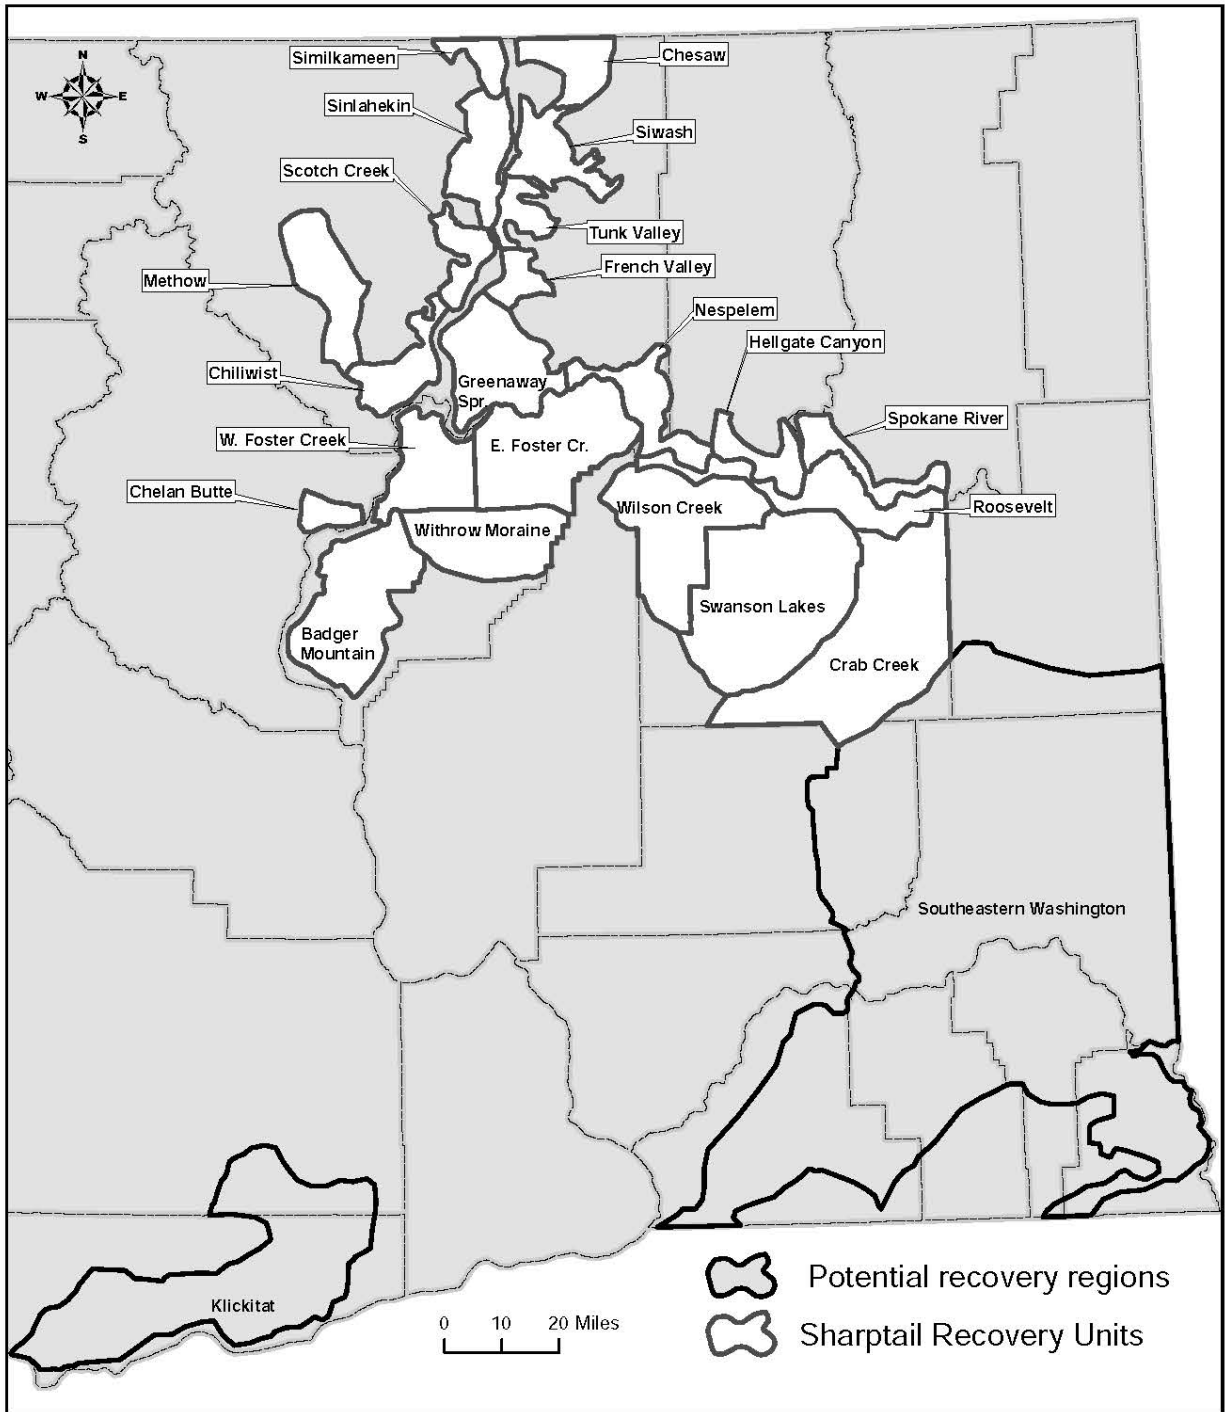 Similkameen
Chesaw
N
W
E
S
Sinlahekin
Siwash
Scotch Creek
Tunk Valley
French Valley
Methow
Nespelem
Hellgate Canyon
Chiliwist
Greenaway
Spr.
Spokane River
W. Foster Creek
E. Foster Cr.
Chelan Butte
Wilson Creek
Roosevelt
Withrow Moraine
Swanson Lakes
Badger
Mountain
Crab Creek
Southeastern Washington
Klickitat
Potential recovery regions
0 10 20 Miles
Sharptail Recovery Units